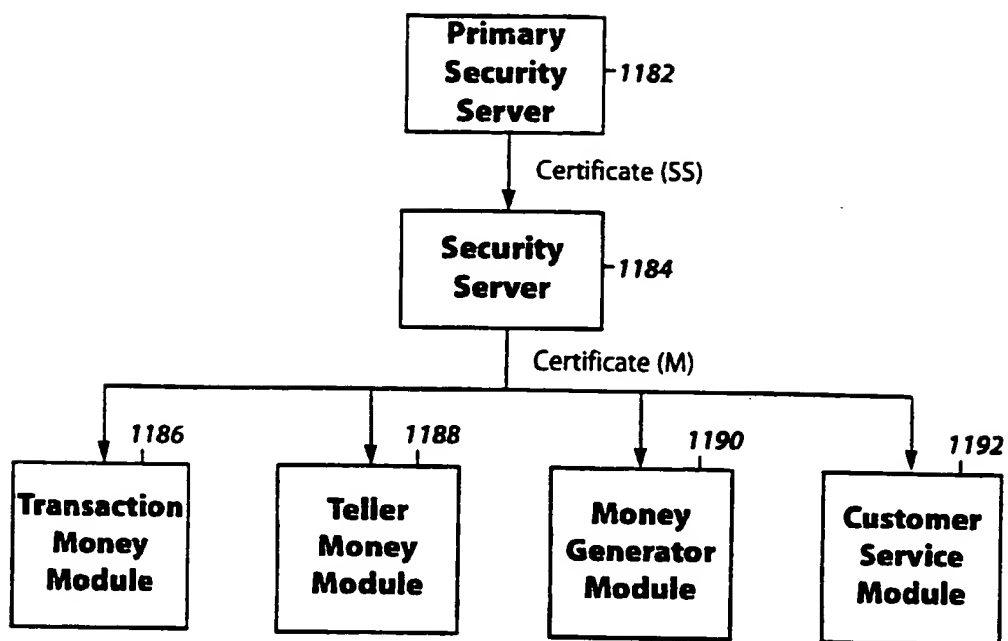 Primary
Security
Server
1182
Certificate (SS)
Security
Server
1184
Certificate (M)
1186
1188
1190
1192
Transaction
Money
Module
Teller
Money
Module
Money
Generator
Module
Customer
Service
Module